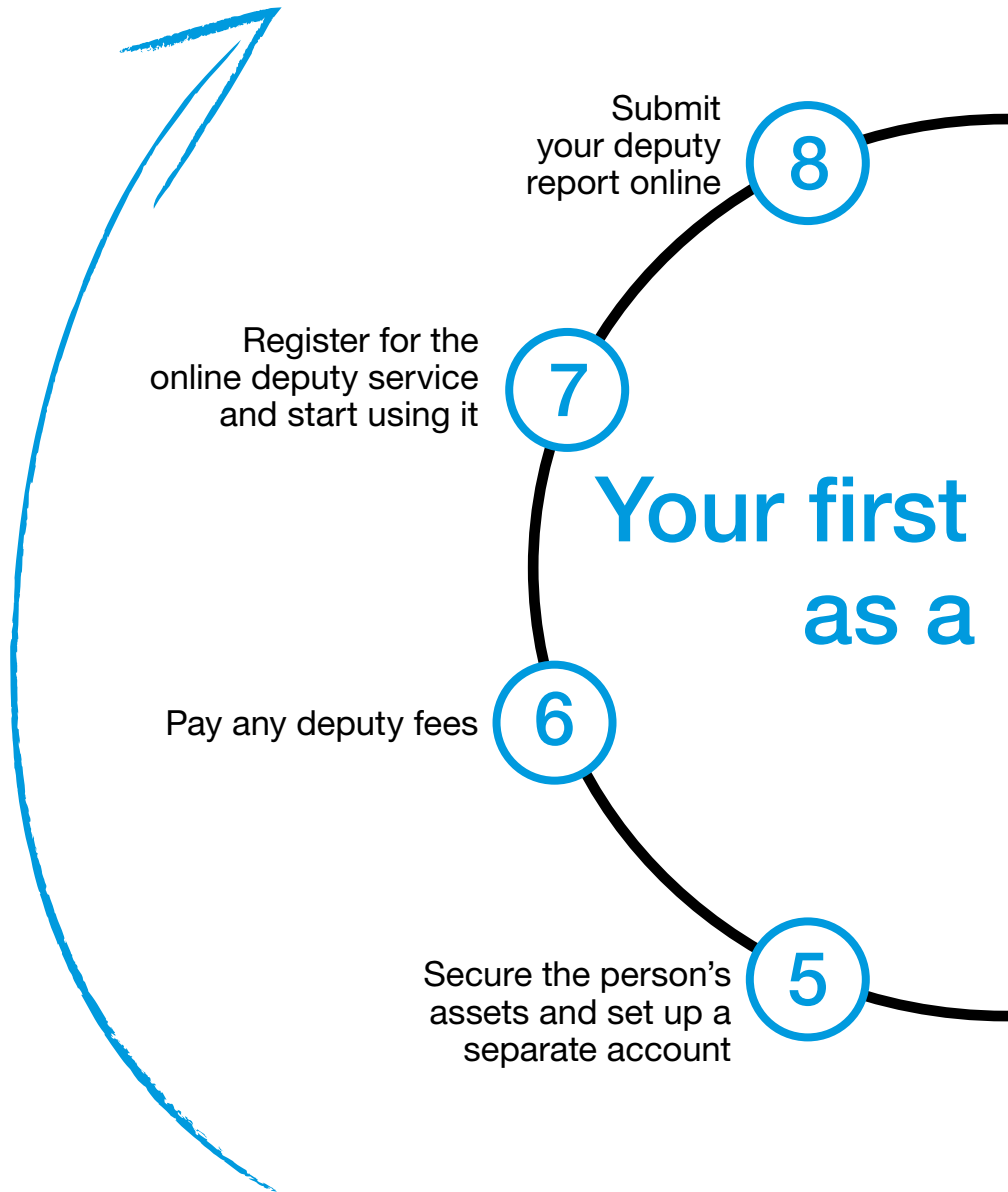 Submit
your deputy
report online
8
Register for the
online deputy service
and start using it
7
Your first
as a
Pay any deputy fees
6
Secure the person’s
assets and set up a
separate account
5